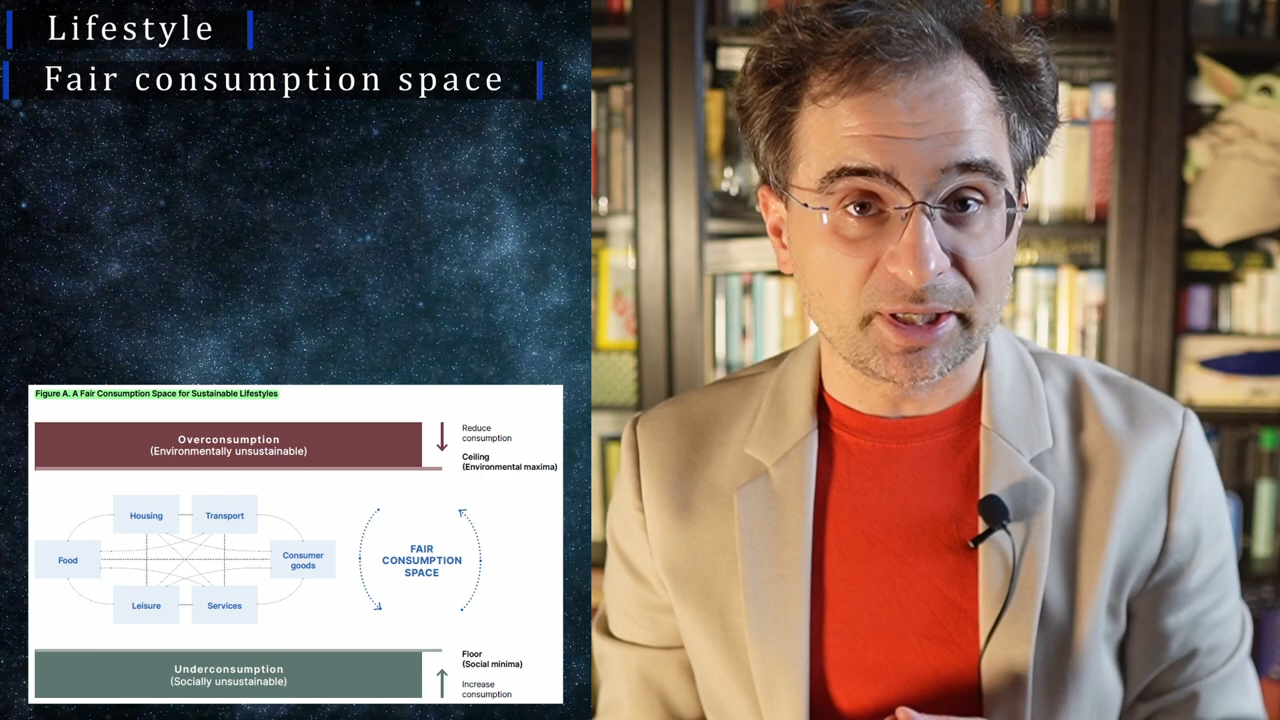 Lifestyle
Fair consumption space
Figure A. A Fair Consumption Space for Sustainable Lifestyles
Overconsumption
(Environmentally unsustainable)
Reduce
consumption
Ceiling
(Environmental maxima)
Housing
Transport
Food
Consumer
goods
Leisure
Services
FAIR
CONSUMPTION
SPACE
Underconsumption
(Socially unsustainable)
Floor
(Social minima)
Increase
consumption